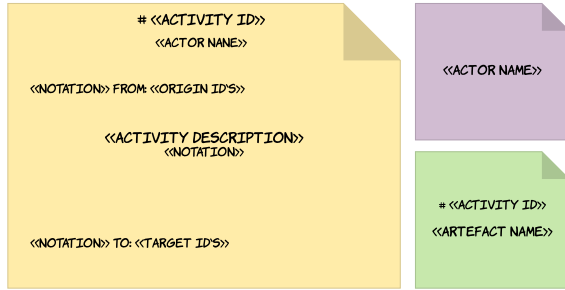 # <<ACTIVITY ID>>
<<ACTOR NANE>>
<<NOTATION>> FROM: <<ORIGIN ID'S>>
<<ACTIVITY DESCRIPTION>>
<<NOTATION>>
<<NOTATION>> TO: <<TARGET ID'S>>
<<ACTOR NAME>>
# <<ACTIVITY ID>>
<<ARTEFACT NAME>>